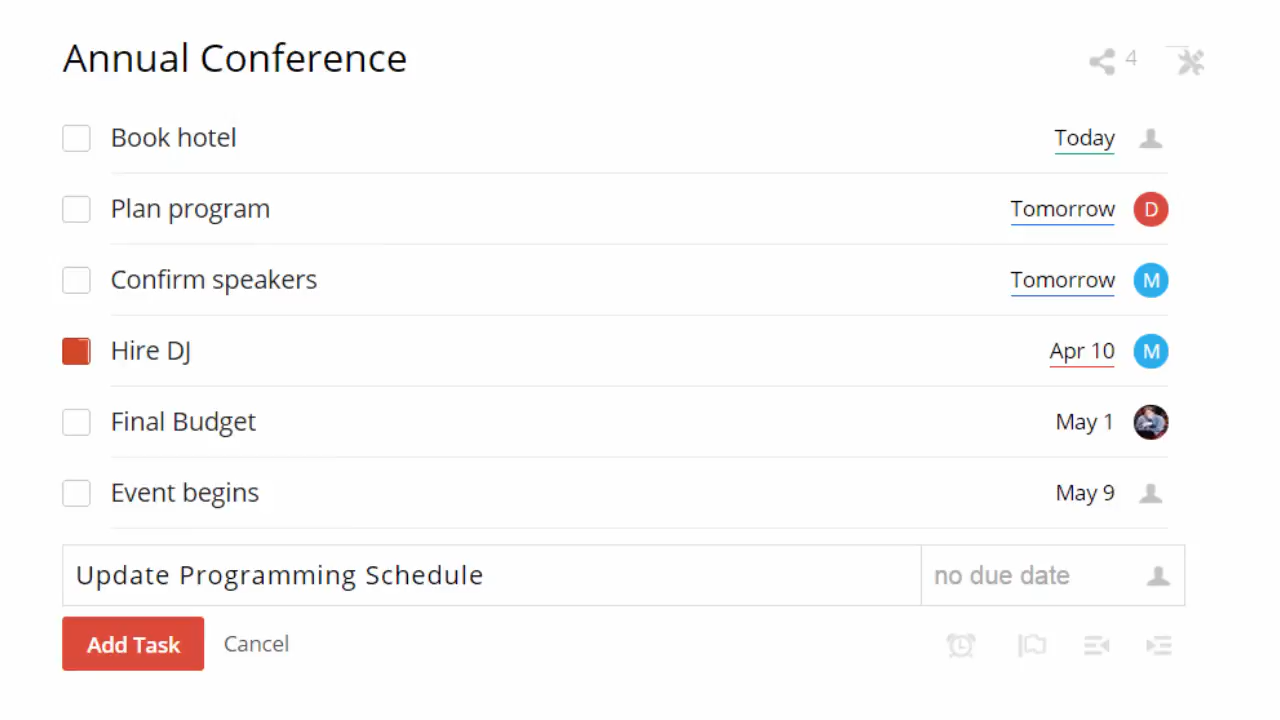 Annual Conference 4
Book hotel Today
Plan program Tomorrow D
Confirm speakers Tomorrow M
Hire DJ Apr 10 M
Final Budget May 1
Event begins May 9
Update Programming Schedule no due date
Add Task Cancel